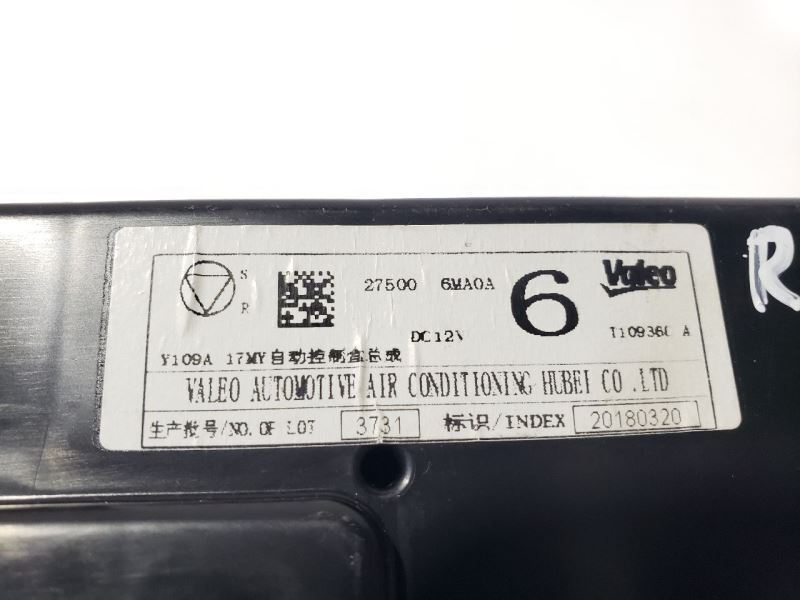 S
R
27500 6MA0A
6
Valeo
DC12V
Y109A 17MY自动控制盒总成
VALEO AUTOMOTIVE AIR CONDITIONING HUBEI CO .LTD
生产批号/NO. OF LOT 3731 标识/INDEX 20180320
R